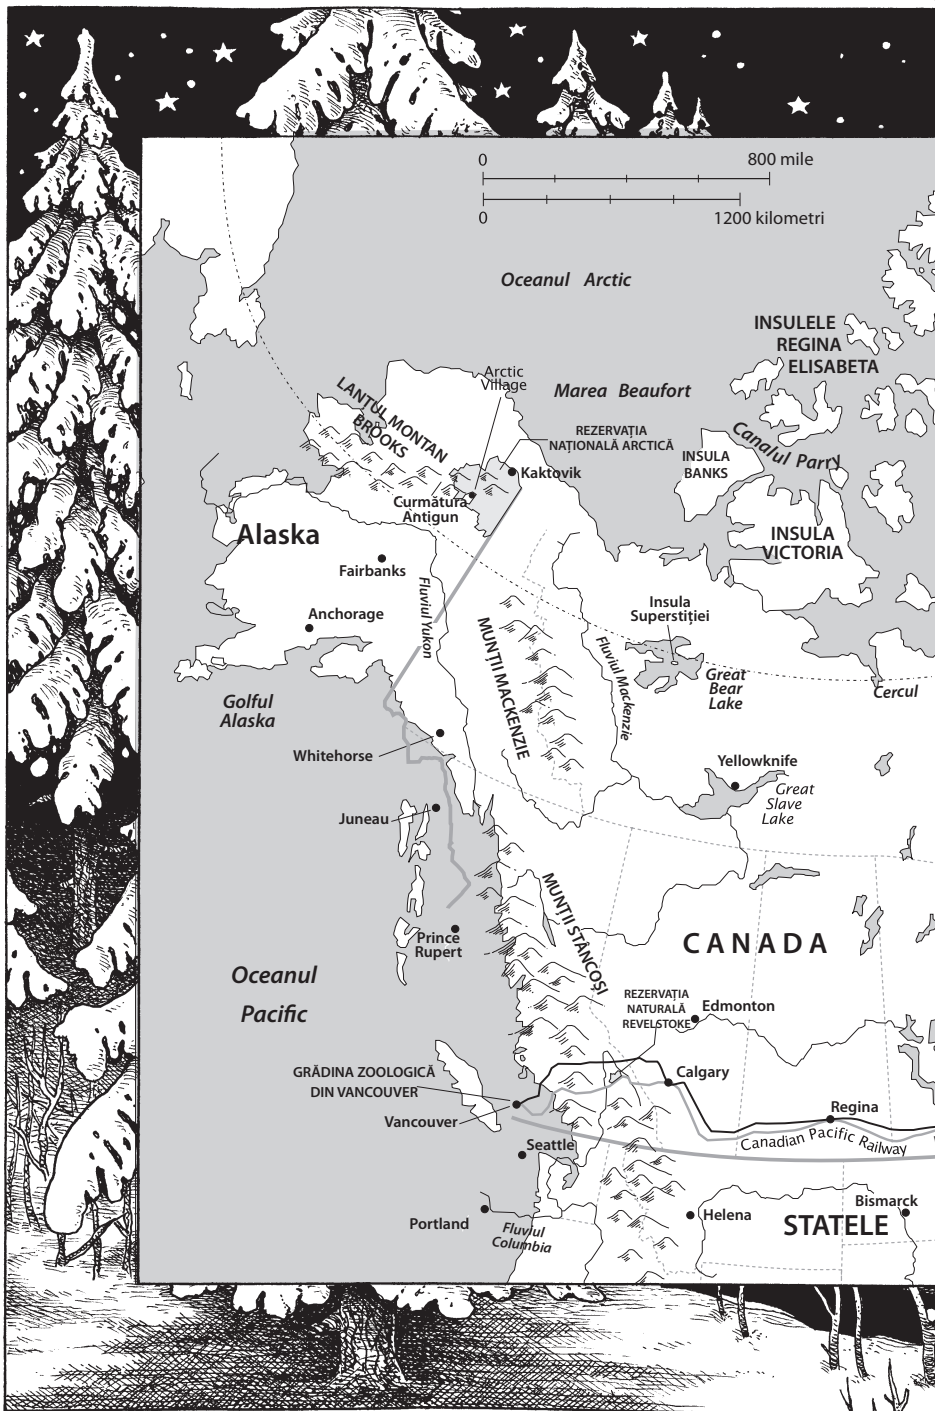 0
800 mile
0
1200 kilometri
Oceanul Arctic
INSULELE
REGINA
ELISABETA
Arctic
Village
Marea Beaufort
LANTUL MONTAN
BROOKS
REZERVAȚIA
NAȚIONALĂ ARCTICĂ
Canalul Parry
INSULA
BANKS
Kaktovik
Curmătura
Antigun
Alaska
INSULA
VICTORIA
Fairbanks
Fluviul Yukon
Anchorage
Insula
Superstiției
MUNȚII MACKENZIE
Fluviul Mackenzie
Great
Bear
Lake
Cercul
Golful
Alaska
Whitehorse
Yellowknife
Great
Slave
Lake
Juneau
MUNȚII STÂNCOȘI
Prince
Rupert
CANADA
Oceanul
Pacific
REZERVAȚIA
NATURALĂ
REVELSTOKE
Edmonton
GRĂDINA ZOOLOGICĂ
DIN VANCOUVER
Calgary
Vancouver
Regina
Canadian Pacific Railway
Seattle
Portland
Fluviul
Columbia
Helena
Bismarck
STATELE